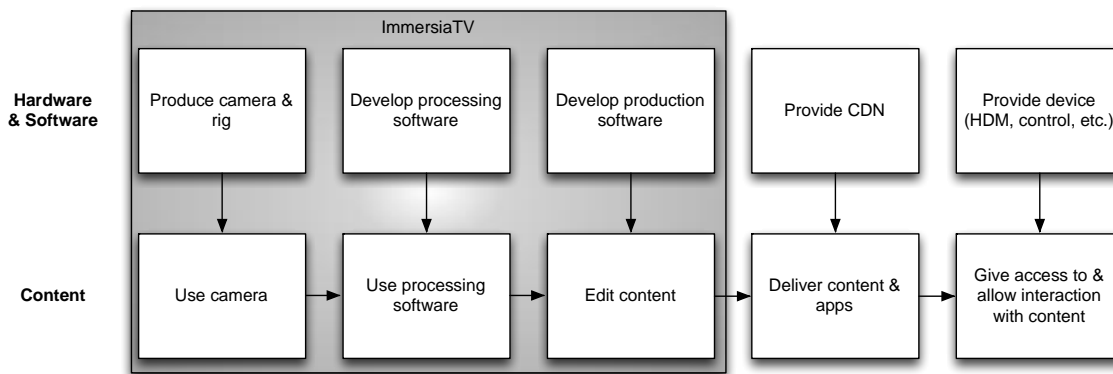 ImmersiaTV
Hardware
& Software
Produce camera &
rig
Develop processing
software
Develop production
software
Provide CDN
Provide device
(HDM, control, etc.)
Content
Use camera
Use processing
software
Edit content
Deliver content &
apps
Give access to &
allow interaction
with content